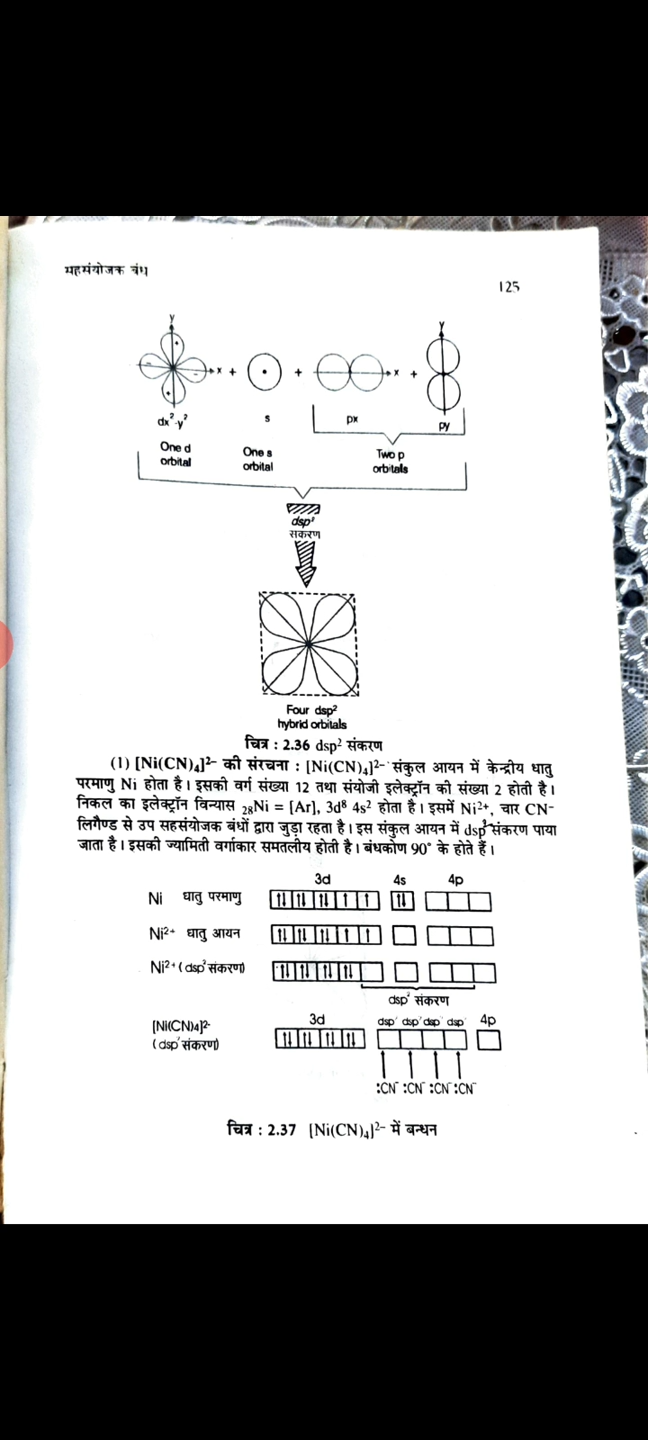 सहसंयोजक बंध
125
y
x + + x + y
dx²-y² s px py
One d orbital One s orbital Two p orbitals
dsp²
संकरण
Four dsp²
hybrid orbitals
चित्र : 2.36 dsp² संकरण
(1) [Ni(CN)₄]²⁻ की संरचना : [Ni(CN)₄]²⁻ संकुल आयन में केन्द्रीय धातु
परमाणु Ni होता है। इसकी वर्ग संख्या 12 तथा संयोजी इलेक्ट्रॉन की संख्या 2 होती है।
निकल का इलेक्ट्रॉन विन्यास ₂₈Ni = [Ar], 3d⁸ 4s² होता है। इसमें Ni²⁺, चार CN-
लिगैण्ड से उप सहसंयोजक बंधों द्वारा जुड़ा रहता है। इस संकुल आयन में dsp² संकरण पाया
जाता है। इसकी ज्यामिती वर्गाकार समतलीय होती है। बंधकोण 90° के होते हैं।
3d 4s 4p
Ni धातु परमाणु
Ni²⁺ धातु आयन
Ni²⁺ (dsp² संकरण)
dsp² संकरण
[Ni(CN)₄]²⁻ 3d dsp² dsp² dsp² dsp² 4p
(dsp² संकरण)
:CN⁻ :CN⁻ :CN⁻ :CN⁻
चित्र : 2.37 [Ni(CN)₄]²⁻ में बन्धन